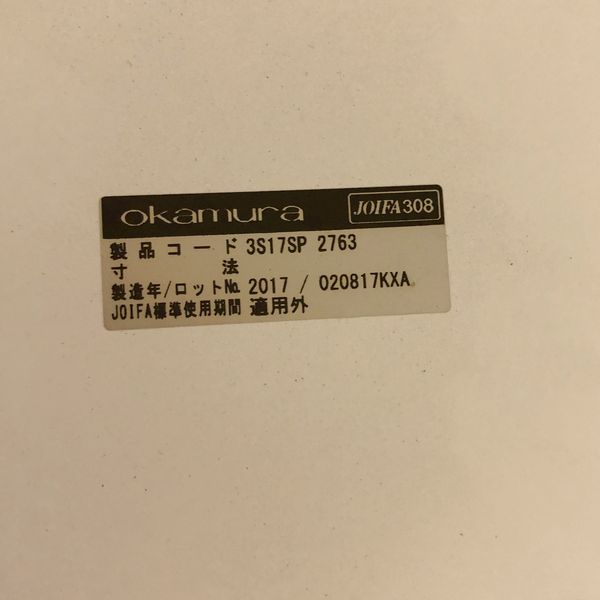 okamura JOIFA308
製品コード 3S17SP 2763
寸法
製造年/ロットNo. 2017 / 020817KXA
JOIFA標準使用期間 適用外